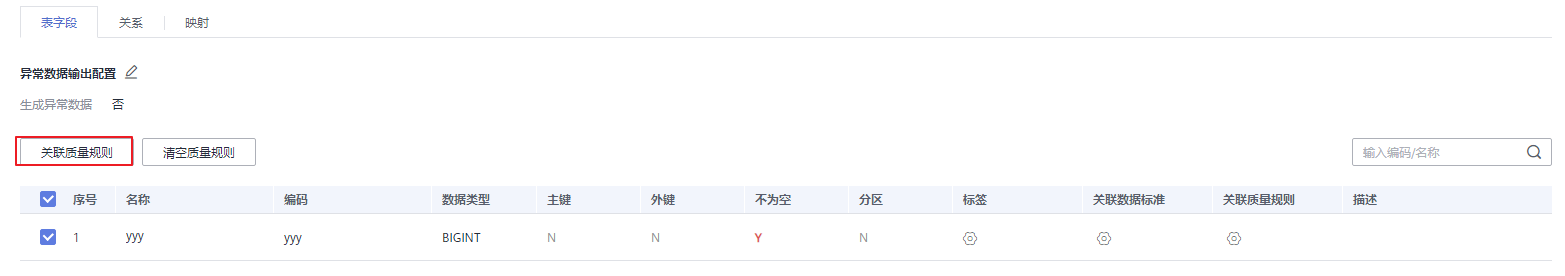 表字段 关系 映射
异常数据输出配置
生成异常数据 否
关联质量规则 清空质量规则 输入编码/名称
序号 名称 编码 数据类型 主键 外键 不为空 分区 标签 关联数据标准 关联质量规则 描述
1 yyy yyy BIGINT N N Y N